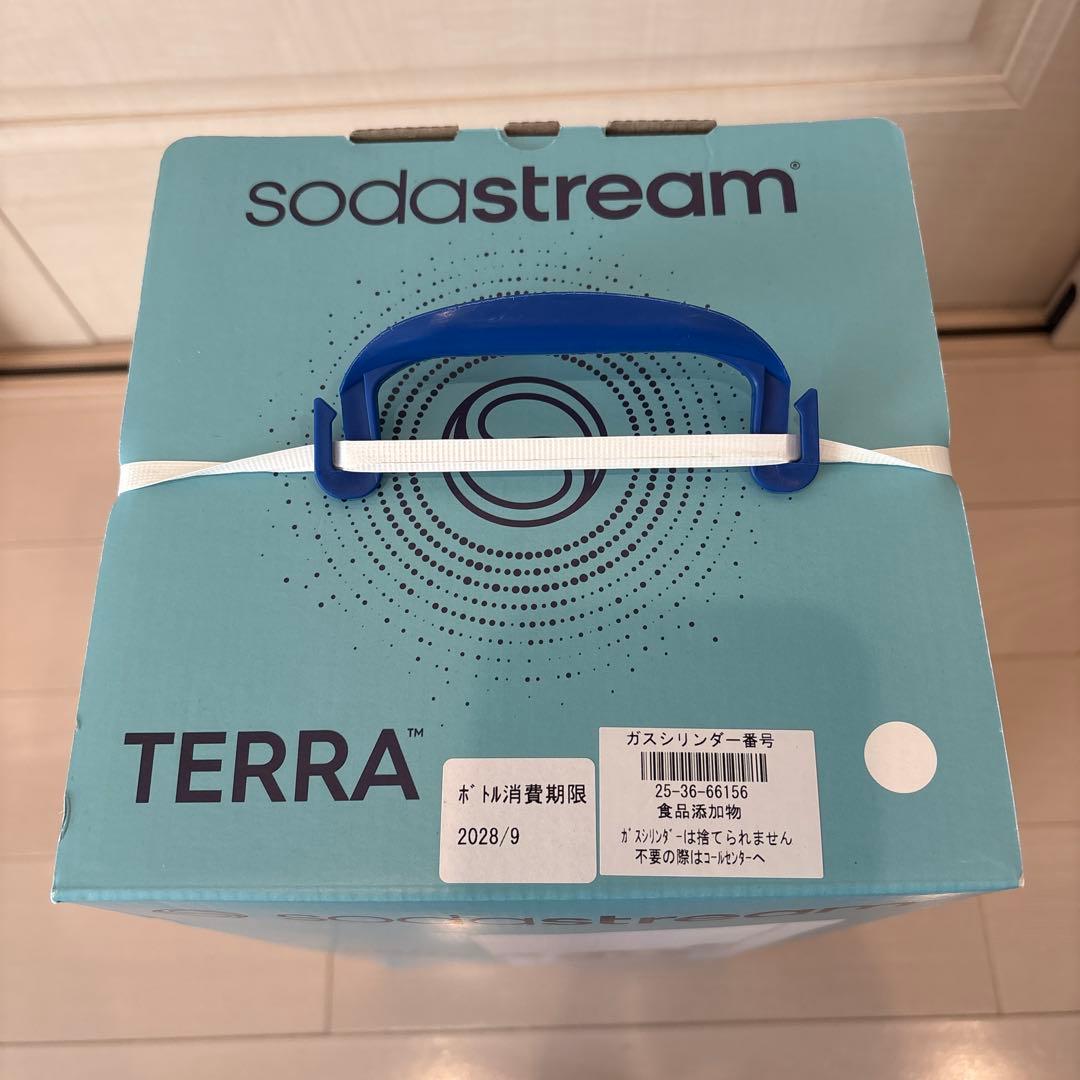 sodastream®
TERRA™
ﾎﾞﾄﾙ消費期限
2028/9
ガスシリンダー番号
25-36-66156
食品添加物
ｶﾞｽｼﾘﾝﾀﾞｰは捨てられません
不要の際はｺｰﾙｾﾝﾀｰへ
sodastream